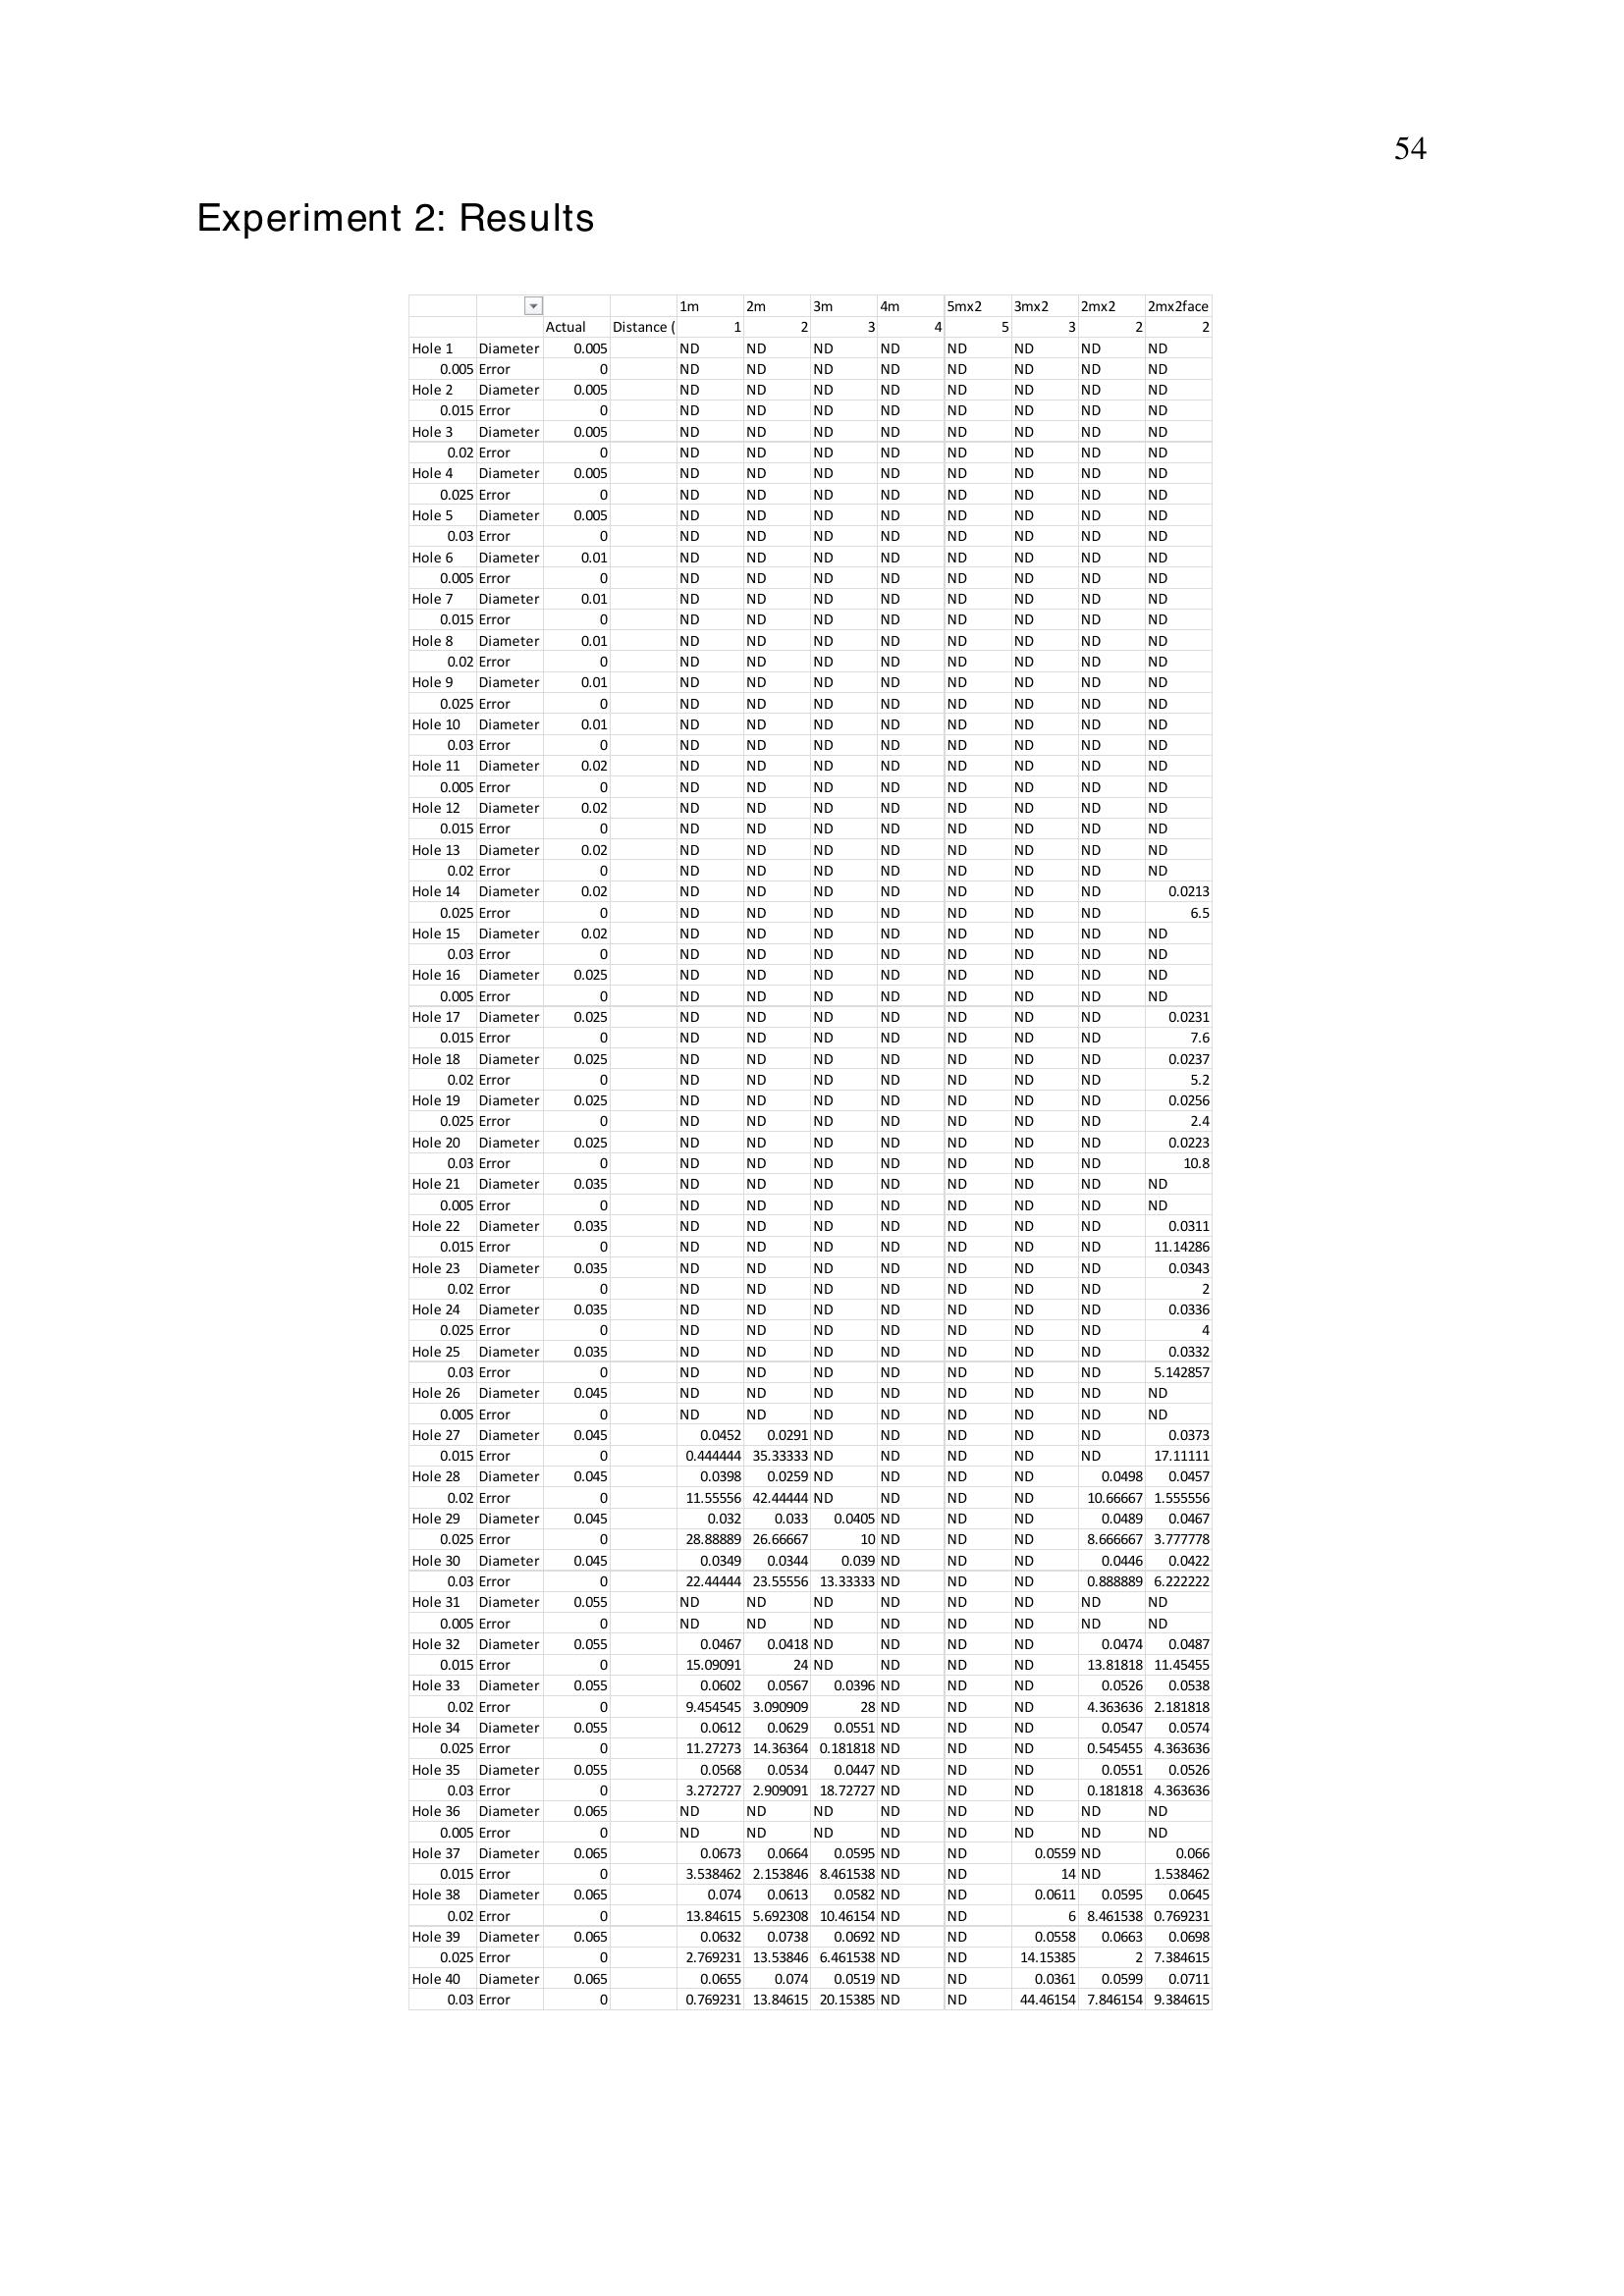 54
Experiment 2: Results
1m 2m 3m 4m 5mx2 3mx2 2mx2 2mx2face
Actual Distance ( 1 2 3 4 5 3 2 2
Hole 1 Diameter 0.005 ND ND ND ND ND ND ND ND
0.005 Error 0 ND ND ND ND ND ND ND ND
Hole 2 Diameter 0.005 ND ND ND ND ND ND ND ND
0.015 Error 0 ND ND ND ND ND ND ND ND
Hole 3 Diameter 0.005 ND ND ND ND ND ND ND ND
0.02 Error 0 ND ND ND ND ND ND ND ND
Hole 4 Diameter 0.005 ND ND ND ND ND ND ND ND
0.025 Error 0 ND ND ND ND ND ND ND ND
Hole 5 Diameter 0.005 ND ND ND ND ND ND ND ND
0.03 Error 0 ND ND ND ND ND ND ND ND
Hole 6 Diameter 0.01 ND ND ND ND ND ND ND ND
0.005 Error 0 ND ND ND ND ND ND ND ND
Hole 7 Diameter 0.01 ND ND ND ND ND ND ND ND
0.015 Error 0 ND ND ND ND ND ND ND ND
Hole 8 Diameter 0.01 ND ND ND ND ND ND ND ND
0.02 Error 0 ND ND ND ND ND ND ND ND
Hole 9 Diameter 0.01 ND ND ND ND ND ND ND ND
0.025 Error 0 ND ND ND ND ND ND ND ND
Hole 10 Diameter 0.01 ND ND ND ND ND ND ND ND
0.03 Error 0 ND ND ND ND ND ND ND ND
Hole 11 Diameter 0.02 ND ND ND ND ND ND ND ND
0.005 Error 0 ND ND ND ND ND ND ND ND
Hole 12 Diameter 0.02 ND ND ND ND ND ND ND ND
0.015 Error 0 ND ND ND ND ND ND ND ND
Hole 13 Diameter 0.02 ND ND ND ND ND ND ND ND
0.02 Error 0 ND ND ND ND ND ND ND ND
Hole 14 Diameter 0.02 ND ND ND ND ND ND ND 0.0213
0.025 Error 0 ND ND ND ND ND ND ND 6.5
Hole 15 Diameter 0.02 ND ND ND ND ND ND ND ND
0.03 Error 0 ND ND ND ND ND ND ND ND
Hole 16 Diameter 0.025 ND ND ND ND ND ND ND ND
0.005 Error 0 ND ND ND ND ND ND ND ND
Hole 17 Diameter 0.025 ND ND ND ND ND ND ND 0.0231
0.015 Error 0 ND ND ND ND ND ND ND 7.6
Hole 18 Diameter 0.025 ND ND ND ND ND ND ND 0.0237
0.02 Error 0 ND ND ND ND ND ND ND 5.2
Hole 19 Diameter 0.025 ND ND ND ND ND ND ND 0.0256
0.025 Error 0 ND ND ND ND ND ND ND 2.4
Hole 20 Diameter 0.025 ND ND ND ND ND ND ND 0.0223
0.03 Error 0 ND ND ND ND ND ND ND 10.8
Hole 21 Diameter 0.035 ND ND ND ND ND ND ND ND
0.005 Error 0 ND ND ND ND ND ND ND ND
Hole 22 Diameter 0.035 ND ND ND ND ND ND ND 0.0311
0.015 Error 0 ND ND ND ND ND ND ND 11.14286
Hole 23 Diameter 0.035 ND ND ND ND ND ND ND 0.0343
0.02 Error 0 ND ND ND ND ND ND ND 2
Hole 24 Diameter 0.035 ND ND ND ND ND ND ND 0.0336
0.025 Error 0 ND ND ND ND ND ND ND 4
Hole 25 Diameter 0.035 ND ND ND ND ND ND ND 0.0332
0.03 Error 0 ND ND ND ND ND ND ND 5.142857
Hole 26 Diameter 0.045 ND ND ND ND ND ND ND ND
0.005 Error 0 ND ND ND ND ND ND ND ND
Hole 27 Diameter 0.045 0.0452 0.0291 ND ND ND ND ND 0.0373
0.015 Error 0 0.444444 35.33333 ND ND ND ND ND 17.11111
Hole 28 Diameter 0.045 0.0398 0.0259 ND ND ND ND 0.0498 0.0457
0.02 Error 0 11.55556 42.44444 ND ND ND ND 10.66667 1.555556
Hole 29 Diameter 0.045 0.032 0.033 0.0405 ND ND ND 0.0489 0.0467
0.025 Error 0 28.88889 26.66667 10 ND ND ND 8.666667 3.777778
Hole 30 Diameter 0.045 0.0349 0.0344 0.039 ND ND ND 0.0446 0.0422
0.03 Error 0 22.44444 23.55556 13.33333 ND ND ND 0.888889 6.222222
Hole 31 Diameter 0.055 ND ND ND ND ND ND ND ND
0.005 Error 0 ND ND ND ND ND ND ND ND
Hole 32 Diameter 0.055 0.0467 0.0418 ND ND ND ND 0.0474 0.0487
0.015 Error 0 15.09091 24 ND ND ND ND 13.81818 11.45455
Hole 33 Diameter 0.055 0.0602 0.0567 0.0396 ND ND ND 0.0526 0.0538
0.02 Error 0 9.454545 3.090909 28 ND ND ND 4.363636 2.181818
Hole 34 Diameter 0.055 0.0612 0.0629 0.0551 ND ND ND 0.0547 0.0574
0.025 Error 0 11.27273 14.36364 0.181818 ND ND ND 0.545455 4.363636
Hole 35 Diameter 0.055 0.0568 0.0534 0.0447 ND ND ND 0.0551 0.0526
0.03 Error 0 3.272727 2.909091 18.72727 ND ND ND 0.181818 4.363636
Hole 36 Diameter 0.065 ND ND ND ND ND ND ND ND
0.005 Error 0 ND ND ND ND ND ND ND ND
Hole 37 Diameter 0.065 0.0673 0.0664 0.0595 ND ND 0.0559 ND 0.066
0.015 Error 0 3.538462 2.153846 8.461538 ND ND 14 ND 1.538462
Hole 38 Diameter 0.065 0.074 0.0613 0.0582 ND ND 0.0611 0.0595 0.0645
0.02 Error 0 13.84615 5.692308 10.46154 ND ND 6 8.461538 0.769231
Hole 39 Diameter 0.065 0.0632 0.0738 0.0692 ND ND 0.0558 0.0663 0.0698
0.025 Error 0 2.769231 13.53846 6.461538 ND ND 14.15385 2 7.384615
Hole 40 Diameter 0.065 0.0655 0.074 0.0519 ND ND 0.0361 0.0599 0.0711
0.03 Error 0 0.769231 13.84615 20.15385 ND ND 44.46154 7.846154 9.384615